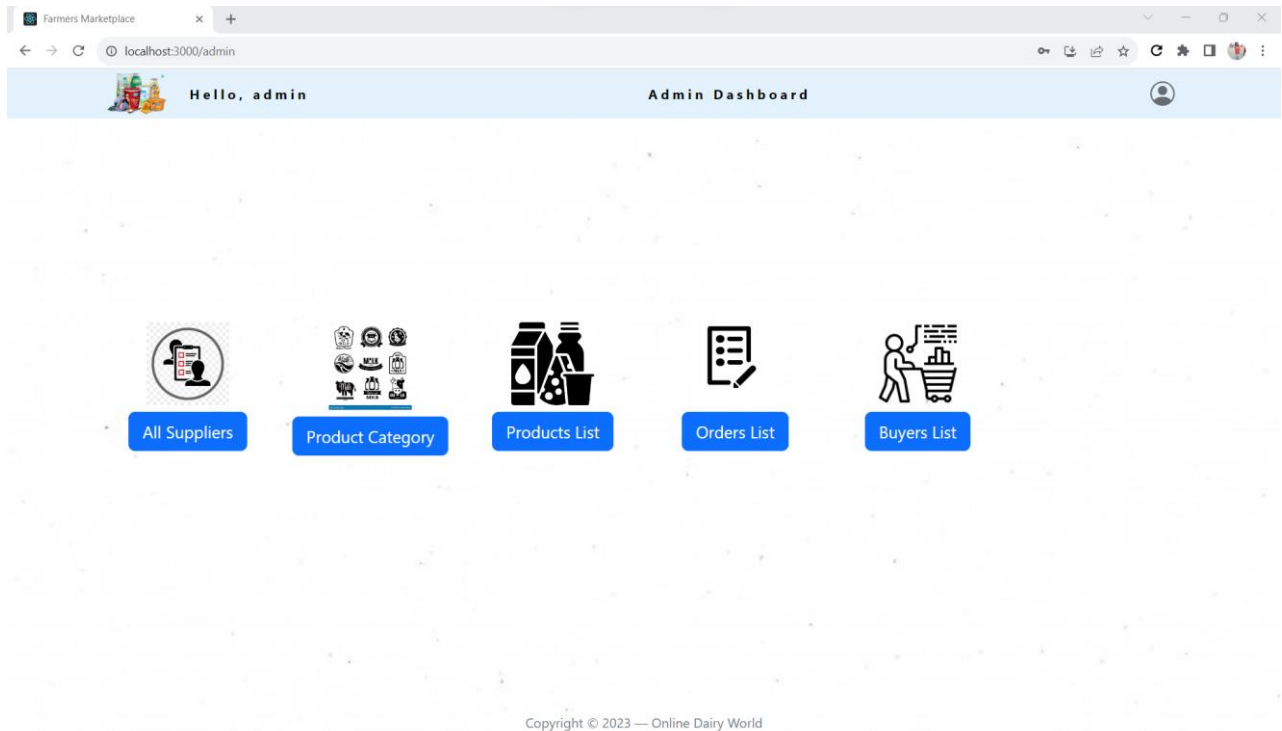 Farmers Marketplace
localhost:3000/admin
Hello, admin
Admin Dashboard
MILK
All Suppliers
Product Category
Products List
Orders List
Buyers List
Copyright © 2023 — Online Dairy World